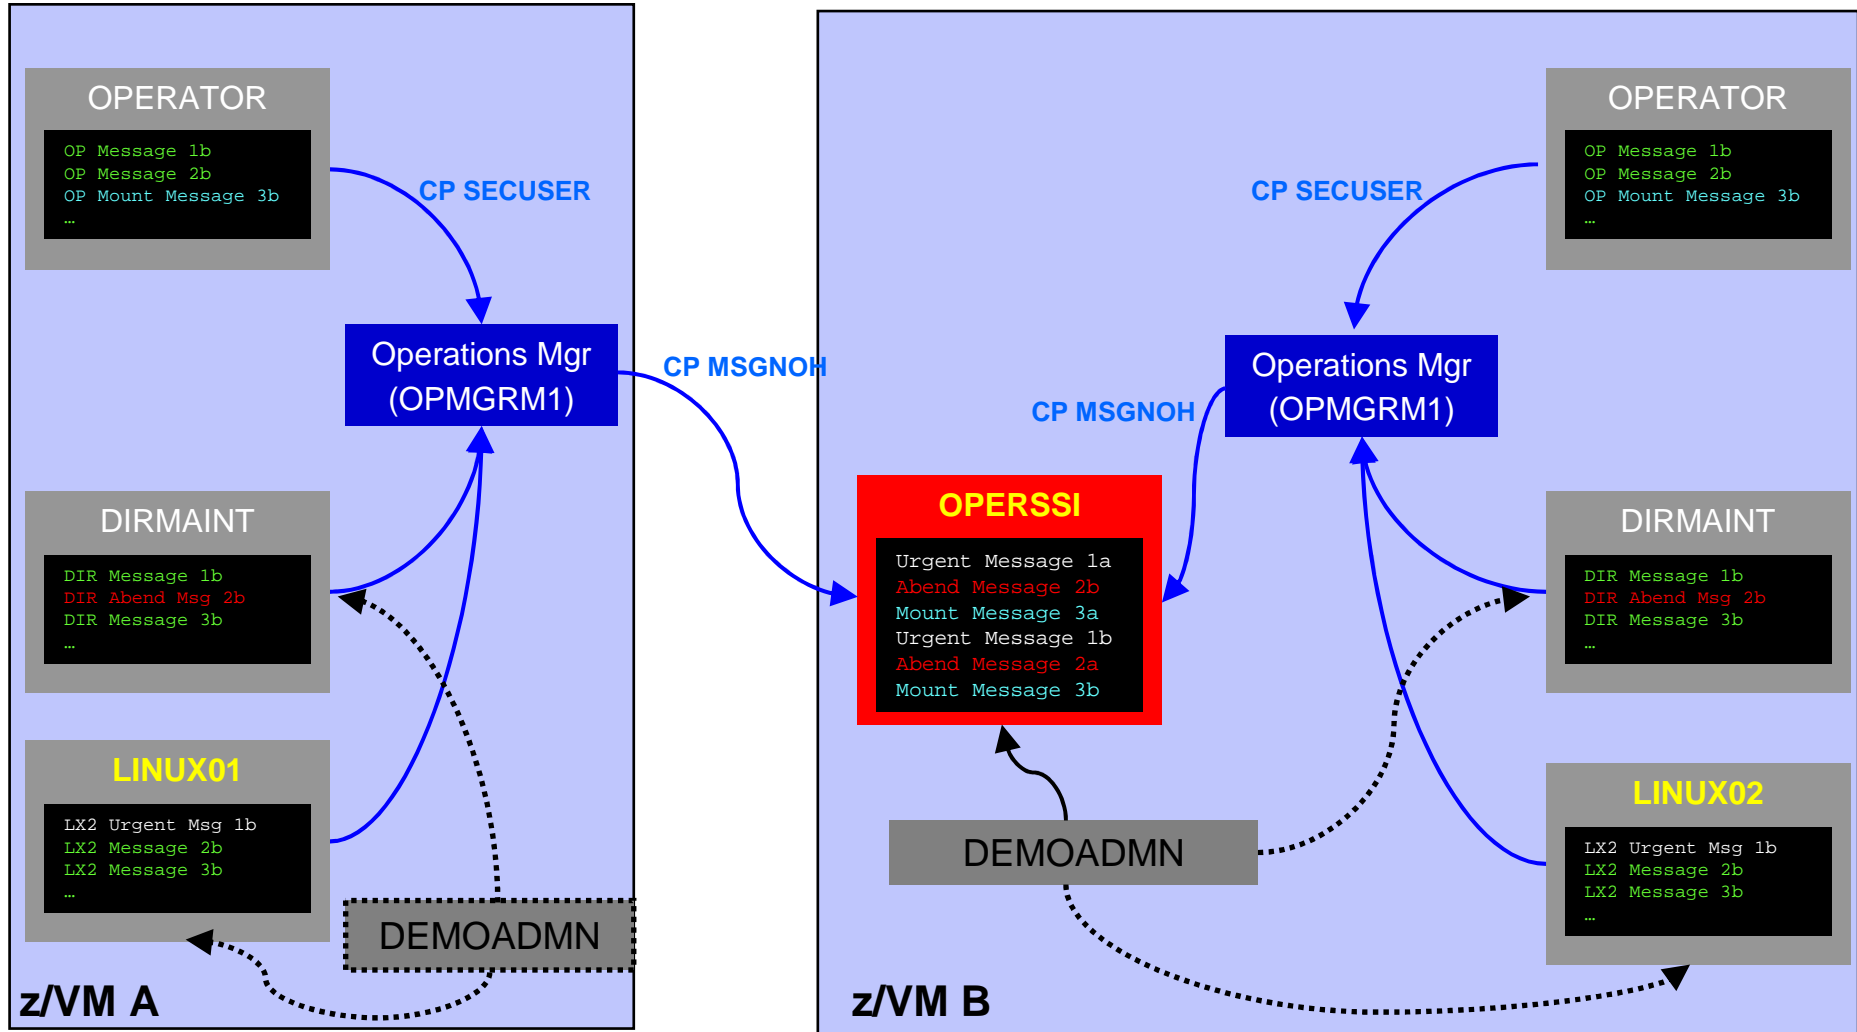 OPERATOR
OP Message 1b
OP Message 2b
OP Mount Message 3b
…
CP SECUSER
Operations Mgr
(OPMGRM1)
DIRMAINT
DIR Message 1b
DIR Abend Msg 2b
DIR Message 3b
…
LINUX01
LX2 Urgent Msg 1b
LX2 Message 2b
LX2 Message 3b
…
DEMOADMN
z/VM A
CP MSGNOH
OPERATOR
OP Message 1b
OP Message 2b
OP Mount Message 3b
…
CP SECUSER
Operations Mgr
(OPMGRM1)
CP MSGNOH
OPERSSI
Urgent Message 1a
Abend Message 2b
Mount Message 3a
Urgent Message 1b
Abend Message 2a
Mount Message 3b
DIRMAINT
DIR Message 1b
DIR Abend Msg 2b
DIR Message 3b
…
LINUX02
LX2 Urgent Msg 1b
LX2 Message 2b
LX2 Message 3b
…
DEMOADMN
z/VM B